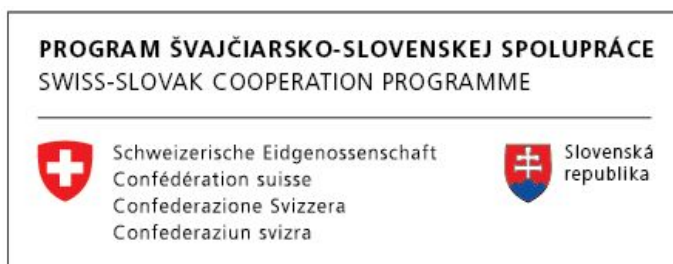 PROGRAM ŠVAJČIARSKO-SLOVENSKEJ SPOLUPRÁCE
SWISS-SLOVAK COOPERATION PROGRAMME
Schweizerische Eidgenossenschaft
Confédération suisse
Confederazione Svizzera
Confederaziun svizra
Slovenská
republika